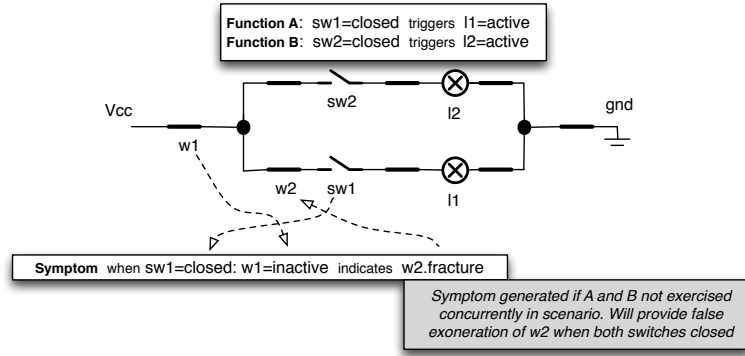 Function A: sw1=closed triggers l1=active
Function B: sw2=closed triggers l2=active
sw2
l2
Vcc
gnd
w1
w2
sw1
l1
Symptom when sw1=closed: w1=inactive indicates w2.fracture
Symptom generated if A and B not exercised
concurrently in scenario. Will provide false
exoneration of w2 when both switches closed